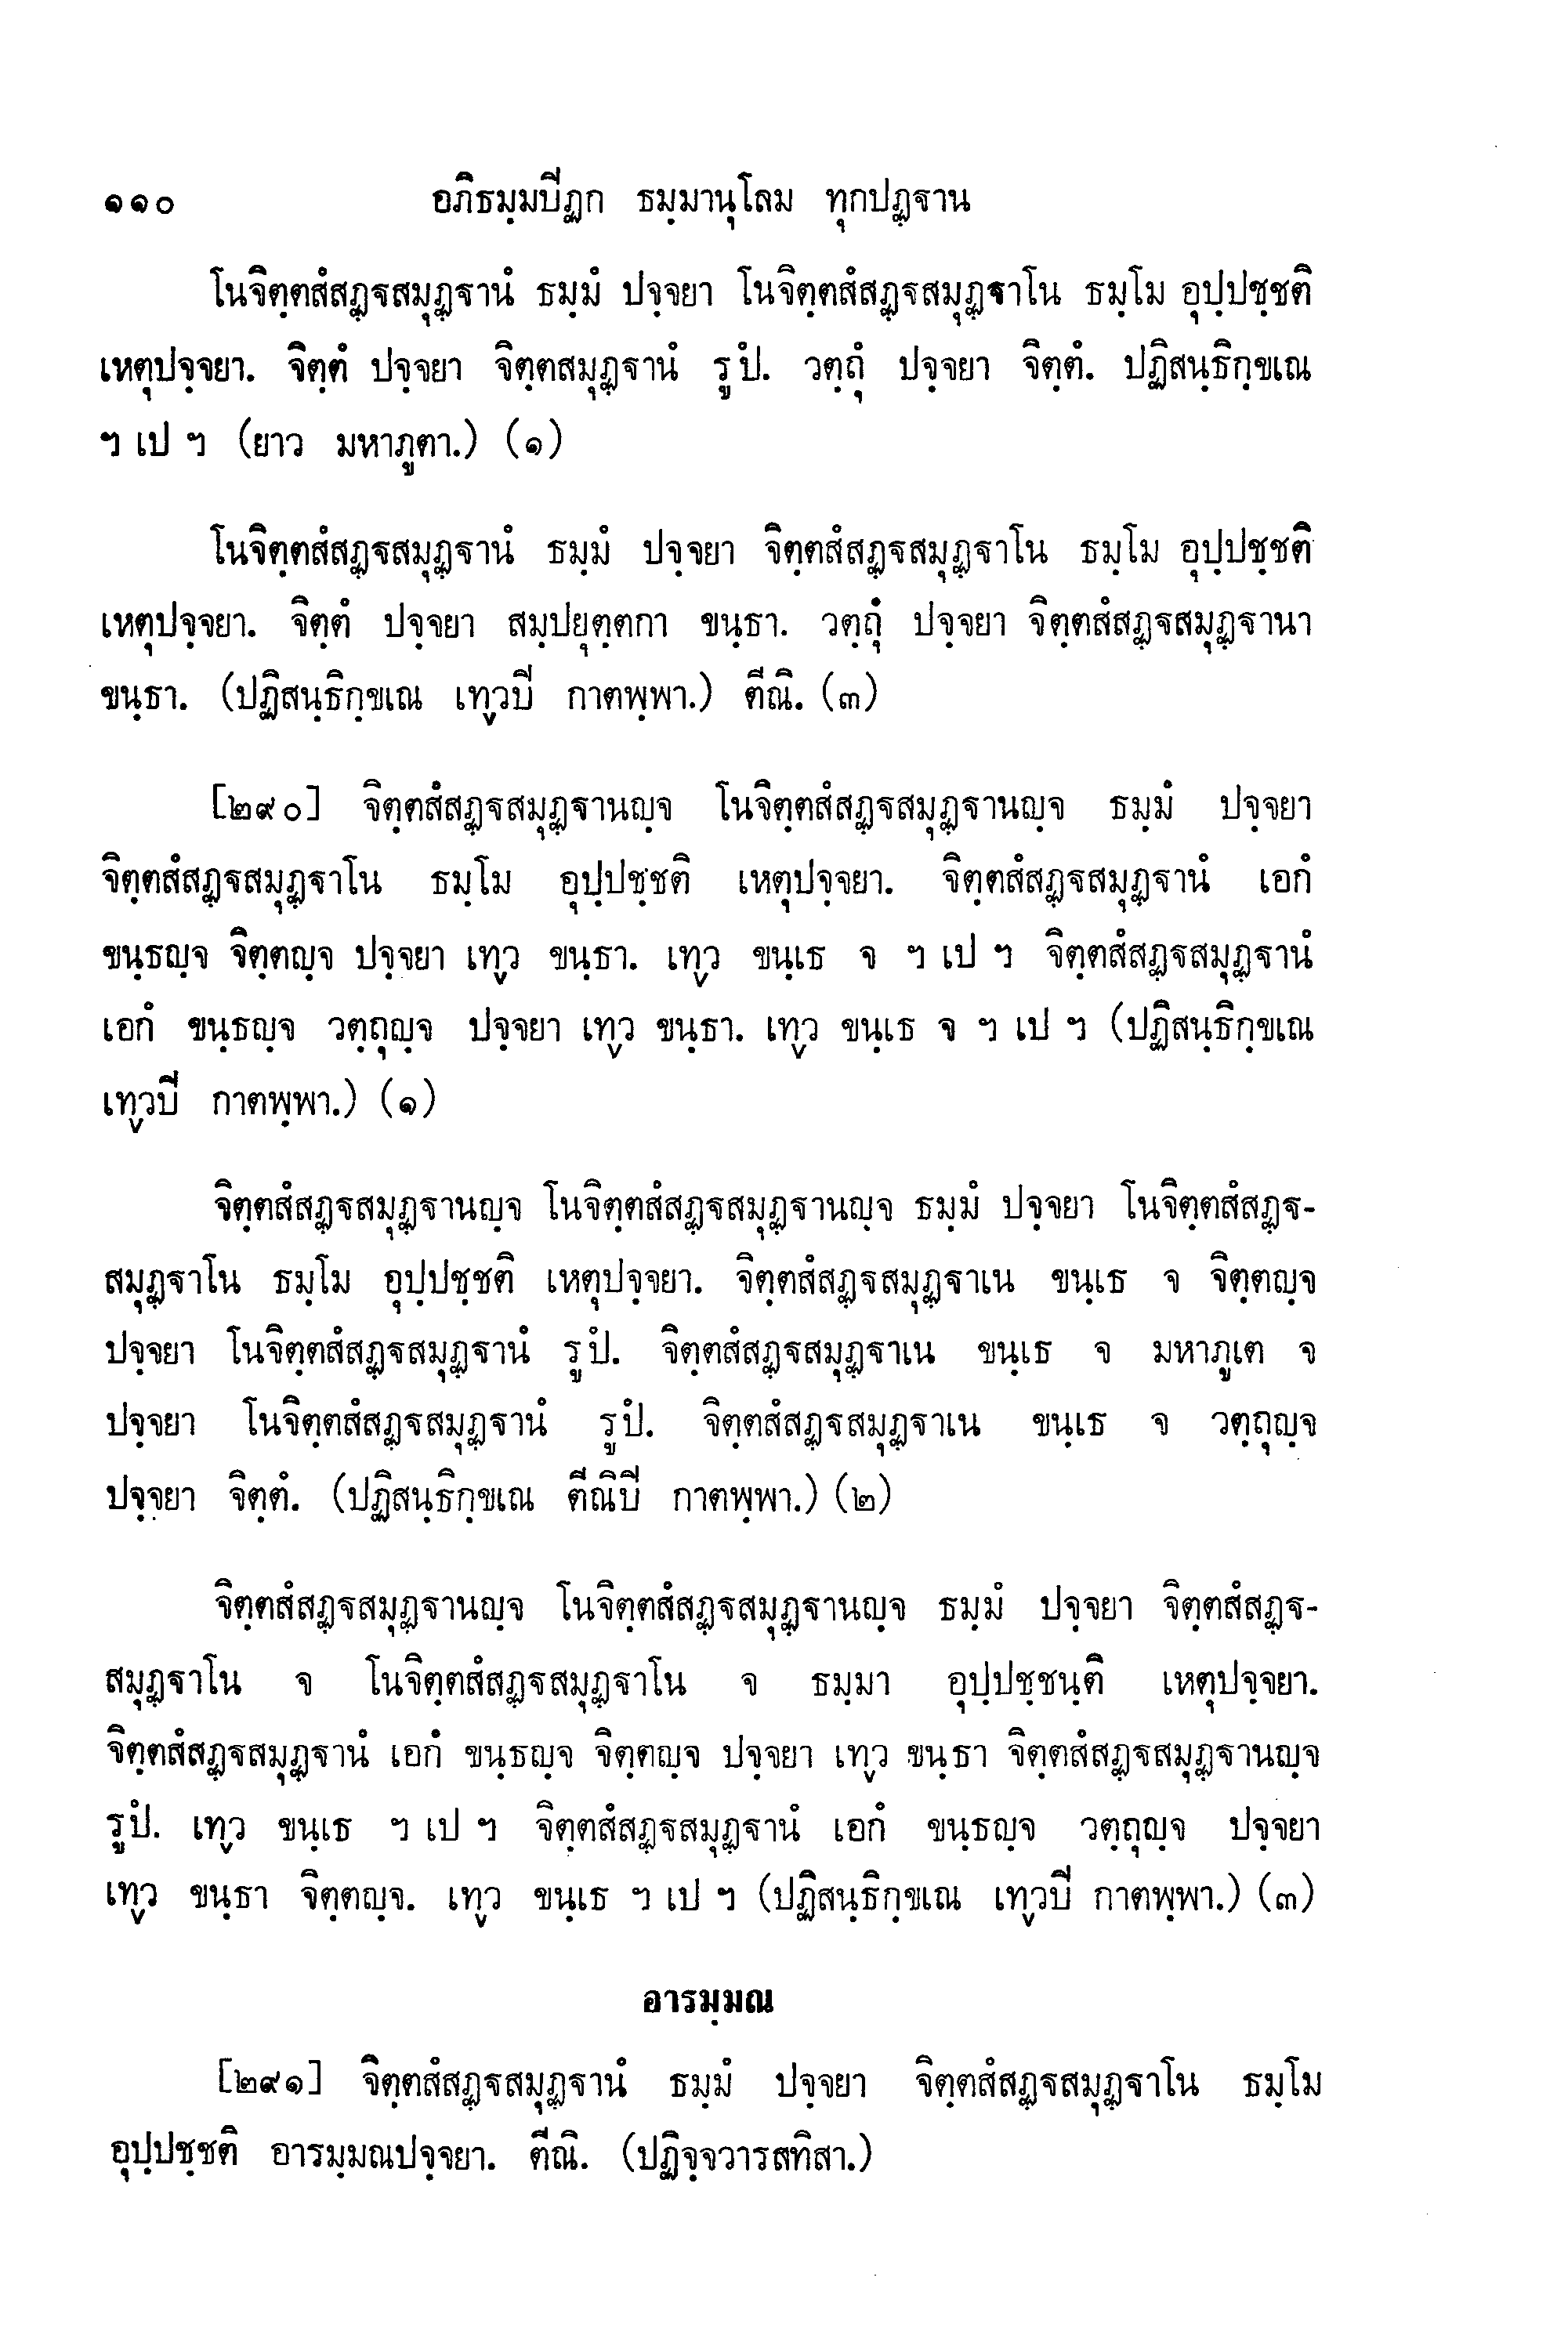 ๑๑๐ อภิธมฺมปิฏก ธมฺมานุโลม ทุกปฏฺฐาน
โนจิตฺตสํสฏฺฐสมุฏฺฐานํ ธมฺมํ ปจฺจยา โนจิตฺตสํสฏฺฐสมุฏฺฐาโน ธมฺโม อุปฺปชฺชติ
เหตุปจฺจยา. จิตฺตํ ปจฺจยา จิตฺตสมุฏฺฐานํ รูปํ. วตฺถุํ ปจฺจยา จิตฺตํ. ปฏิสนฺธิกฺขเณ
ฯ เป ฯ (ยาว มหาภูตา.) (๑)
โนจิตฺตสํสฏฺฐสมุฏฺฐานํ ธมฺมํ ปจฺจยา จิตฺตสํสฏฺฐสมุฏฺฐาโน ธมฺโม อุปฺปชฺชติ
เหตุปจฺจยา. จิตฺตํ ปจฺจยา สมฺปยุตฺตกา ขนฺธา. วตฺถุํ ปจฺจยา จิตฺตสํสฏฺฐสมุฏฺฐานา
ขนฺธา. (ปฏิสนฺธิกฺขเณ เทฺวปิ กาตพฺพา.) ตีณิ. (๓)
[๒๙๐] จิตฺตสํสฏฺฐสมุฏฺฐานญฺจ โนจิตฺตสํสฏฺฐสมุฏฺฐานญฺจ ธมฺมํ ปจฺจยา
จิตฺตสํสฏฺฐสมุฏฺฐาโน ธมฺโม อุปฺปชฺชติ เหตุปจฺจยา. จิตฺตสํสฏฺฐสมุฏฺฐานํ เอกํ
ขนฺธญฺจ จิตฺตญฺจ ปจฺจยา เทฺว ขนฺธา. เทฺว ขนฺเธ จ ฯ เป ฯ จิตฺตสํสฏฺฐสมุฏฺฐานํ
เอกํ ขนฺธญฺจ วตฺถุญฺจ ปจฺจยา เทฺว ขนฺธา. เทฺว ขนฺเธ จ ฯ เป ฯ (ปฏิสนฺธิกฺขเณ
เทฺวปิ กาตพฺพา.) (๑)
จิตฺตสํสฏฺฐสมุฏฺฐานญฺจ โนจิตฺตสํสฏฺฐสมุฏฺฐานญฺจ ธมฺมํ ปจฺจยา โนจิตฺตสํสฏฺฐ-
สมุฏฺฐาโน ธมฺโม อุปฺปชฺชติ เหตุปจฺจยา. จิตฺตสํสฏฺฐสมุฏฺฐาเน ขนฺเธ จ จิตฺตญฺจ
ปจฺจยา โนจิตฺตสํสฏฺฐสมุฏฺฐานํ รูปํ. จิตฺตสํสฏฺฐสมุฏฺฐาเน ขนฺเธ จ มหาภูเต จ
ปจฺจยา โนจิตฺตสํสฏฺฐสมุฏฺฐานํ รูปํ. จิตฺตสํสฏฺฐสมุฏฺฐาเน ขนฺเธ จ วตฺถุญฺจ
ปจฺจยา จิตฺตํ. (ปฏิสนฺธิกฺขเณ ตีณิปิ กาตพฺพา.) (๒)
จิตฺตสํสฏฺฐสมุฏฺฐานญฺจ โนจิตฺตสํสฏฺฐสมุฏฺฐานญฺจ ธมฺมํ ปจฺจยา จิตฺตสํสฏฺฐ-
สมุฏฺฐาโน จ โนจิตฺตสํสฏฺฐสมุฏฺฐาโน จ ธมฺมา อุปฺปชฺชนฺติ เหตุปจฺจยา.
จิตฺตสํสฏฺฐสมุฏฺฐานํ เอกํ ขนฺธญฺจ จิตฺตญฺจ ปจฺจยา เทฺว ขนฺธา จิตฺตสํสฏฺฐสมุฏฺฐานญฺจ
รูปํ. เทฺว ขนฺเธ ฯ เป ฯ จิตฺตสํสฏฺฐสมุฏฺฐานํ เอกํ ขนฺธญฺจ วตฺถุญฺจ ปจฺจยา
เทฺว ขนฺธา จิตฺตญฺจ. เทฺว ขนฺเธ ฯ เป ฯ (ปฏิสนฺธิกฺขเณ เทฺวปิ กาตพฺพา.) (๓)
อารมฺมณ
[๒๙๑] จิตฺตสํสฏฺฐสมุฏฺฐานํ ธมฺมํ ปจฺจยา จิตฺตสํสฏฺฐสมุฏฺฐาโน ธมฺโม
อุปฺปชฺชติ อารมฺมณปจฺจยา. ตีณิ. (ปฏิจฺจวารสทิสา.)